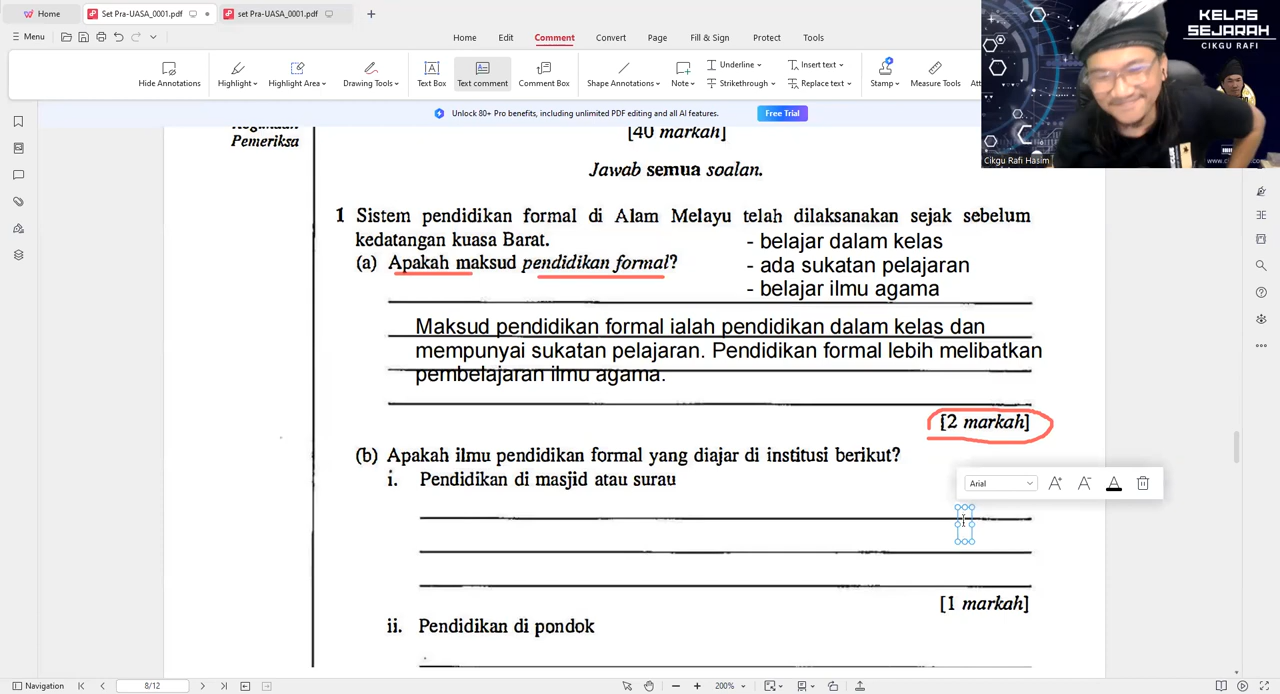 Home
Set Pra-UASA_0001.pdf
set Pra-UASA_0001.pdf
Menu
Home Edit Comment Convert Page Fill & Sign Protect Tools
Hide Annotations Highlight Highlight Area Drawing Tools Text Box Text comment Comment Box Shape Annotations Note Underline Strikethrough Insert text Replace text Stamp Measure Tools
Unlock 80+ Pro benefits, including unlimited PDF editing and all AI features. Free Trial
KELAS
SEJARAH
CIKGU RAFI
Cikgu Rafi Hasim
Pemeriksa
[40 markah]
Jawab semua soalan.
1 Sistem pendidikan formal di Alam Melayu telah dilaksanakan sejak sebelum
kedatangan kuasa Barat.
- belajar dalam kelas
(a) Apakah maksud pendidikan formal?
- ada sukatan pelajaran
- belajar ilmu agama
Maksud pendidikan formal ialah pendidikan dalam kelas dan
mempunyai sukatan pelajaran. Pendidikan formal lebih melibatkan
pembelajaran ilmu agama.
[2 markah]
(b) Apakah ilmu pendidikan formal yang diajar di institusi berikut?
i. Pendidikan di masjid atau surau
Arial
[1 markah]
ii. Pendidikan di pondok
Navigation 8/12 200%